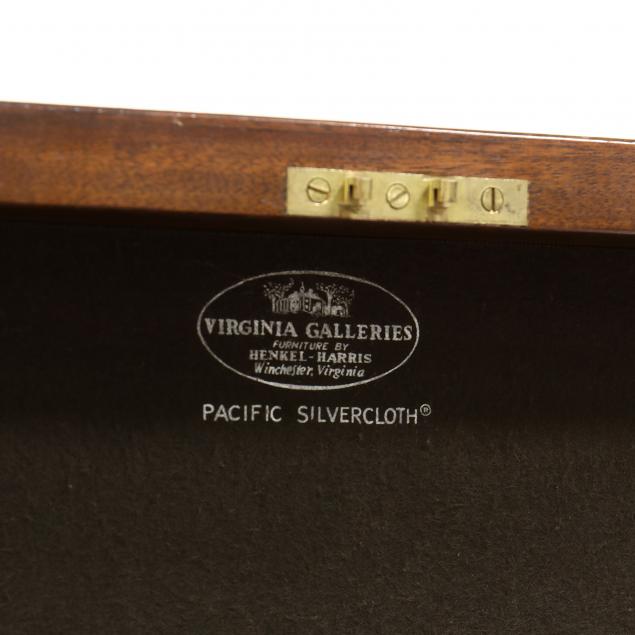 VIRGINIA GALLERIES
FURNITURE BY
HENKEL-HARRIS
Winchester, Virginia
PACIFIC SILVERCLOTH®